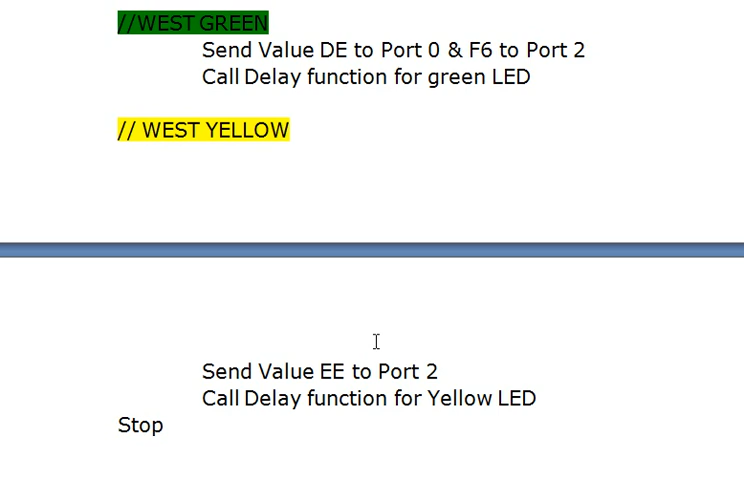 //WEST GREEN
Send Value DE to Port 0 & F6 to Port 2
Call Delay function for green LED
// WEST YELLOW
Send Value EE to Port 2
Call Delay function for Yellow LED
Stop